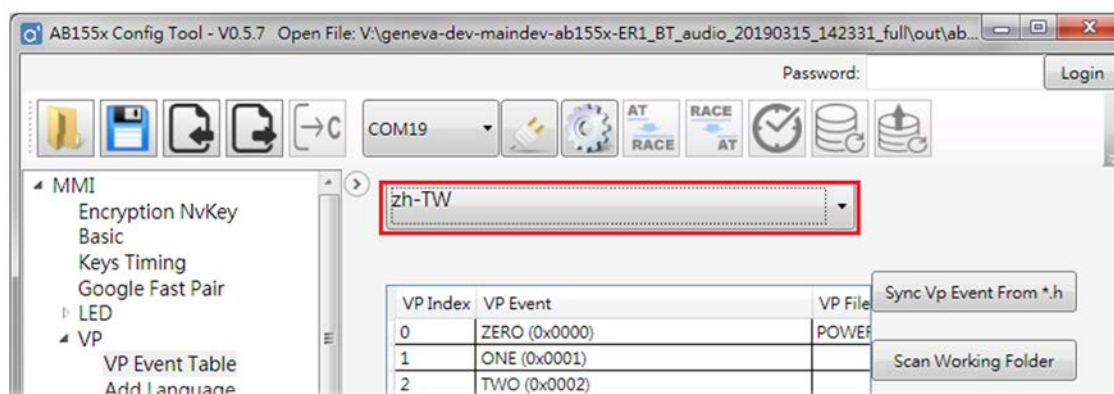 AB155x Config Tool - V0.5.7 Open File: V:\geneva-dev-maindev-ab155x-ER1_BT_audio_20190315_142331_full\out\ab...
Password:
Login
COM19
AT
RACE
RACE
AT
C
MMI
Encryption NvKey
Basic
Keys Timing
Google Fast Pair
LED
VP
VP Event Table
Add Language
zh-TW
VP Index VP Event VP File
0 ZERO (0x0000) POWER
1 ONE (0x0001)
2 TWO (0x0002)
Sync Vp Event From *.h
Scan Working Folder